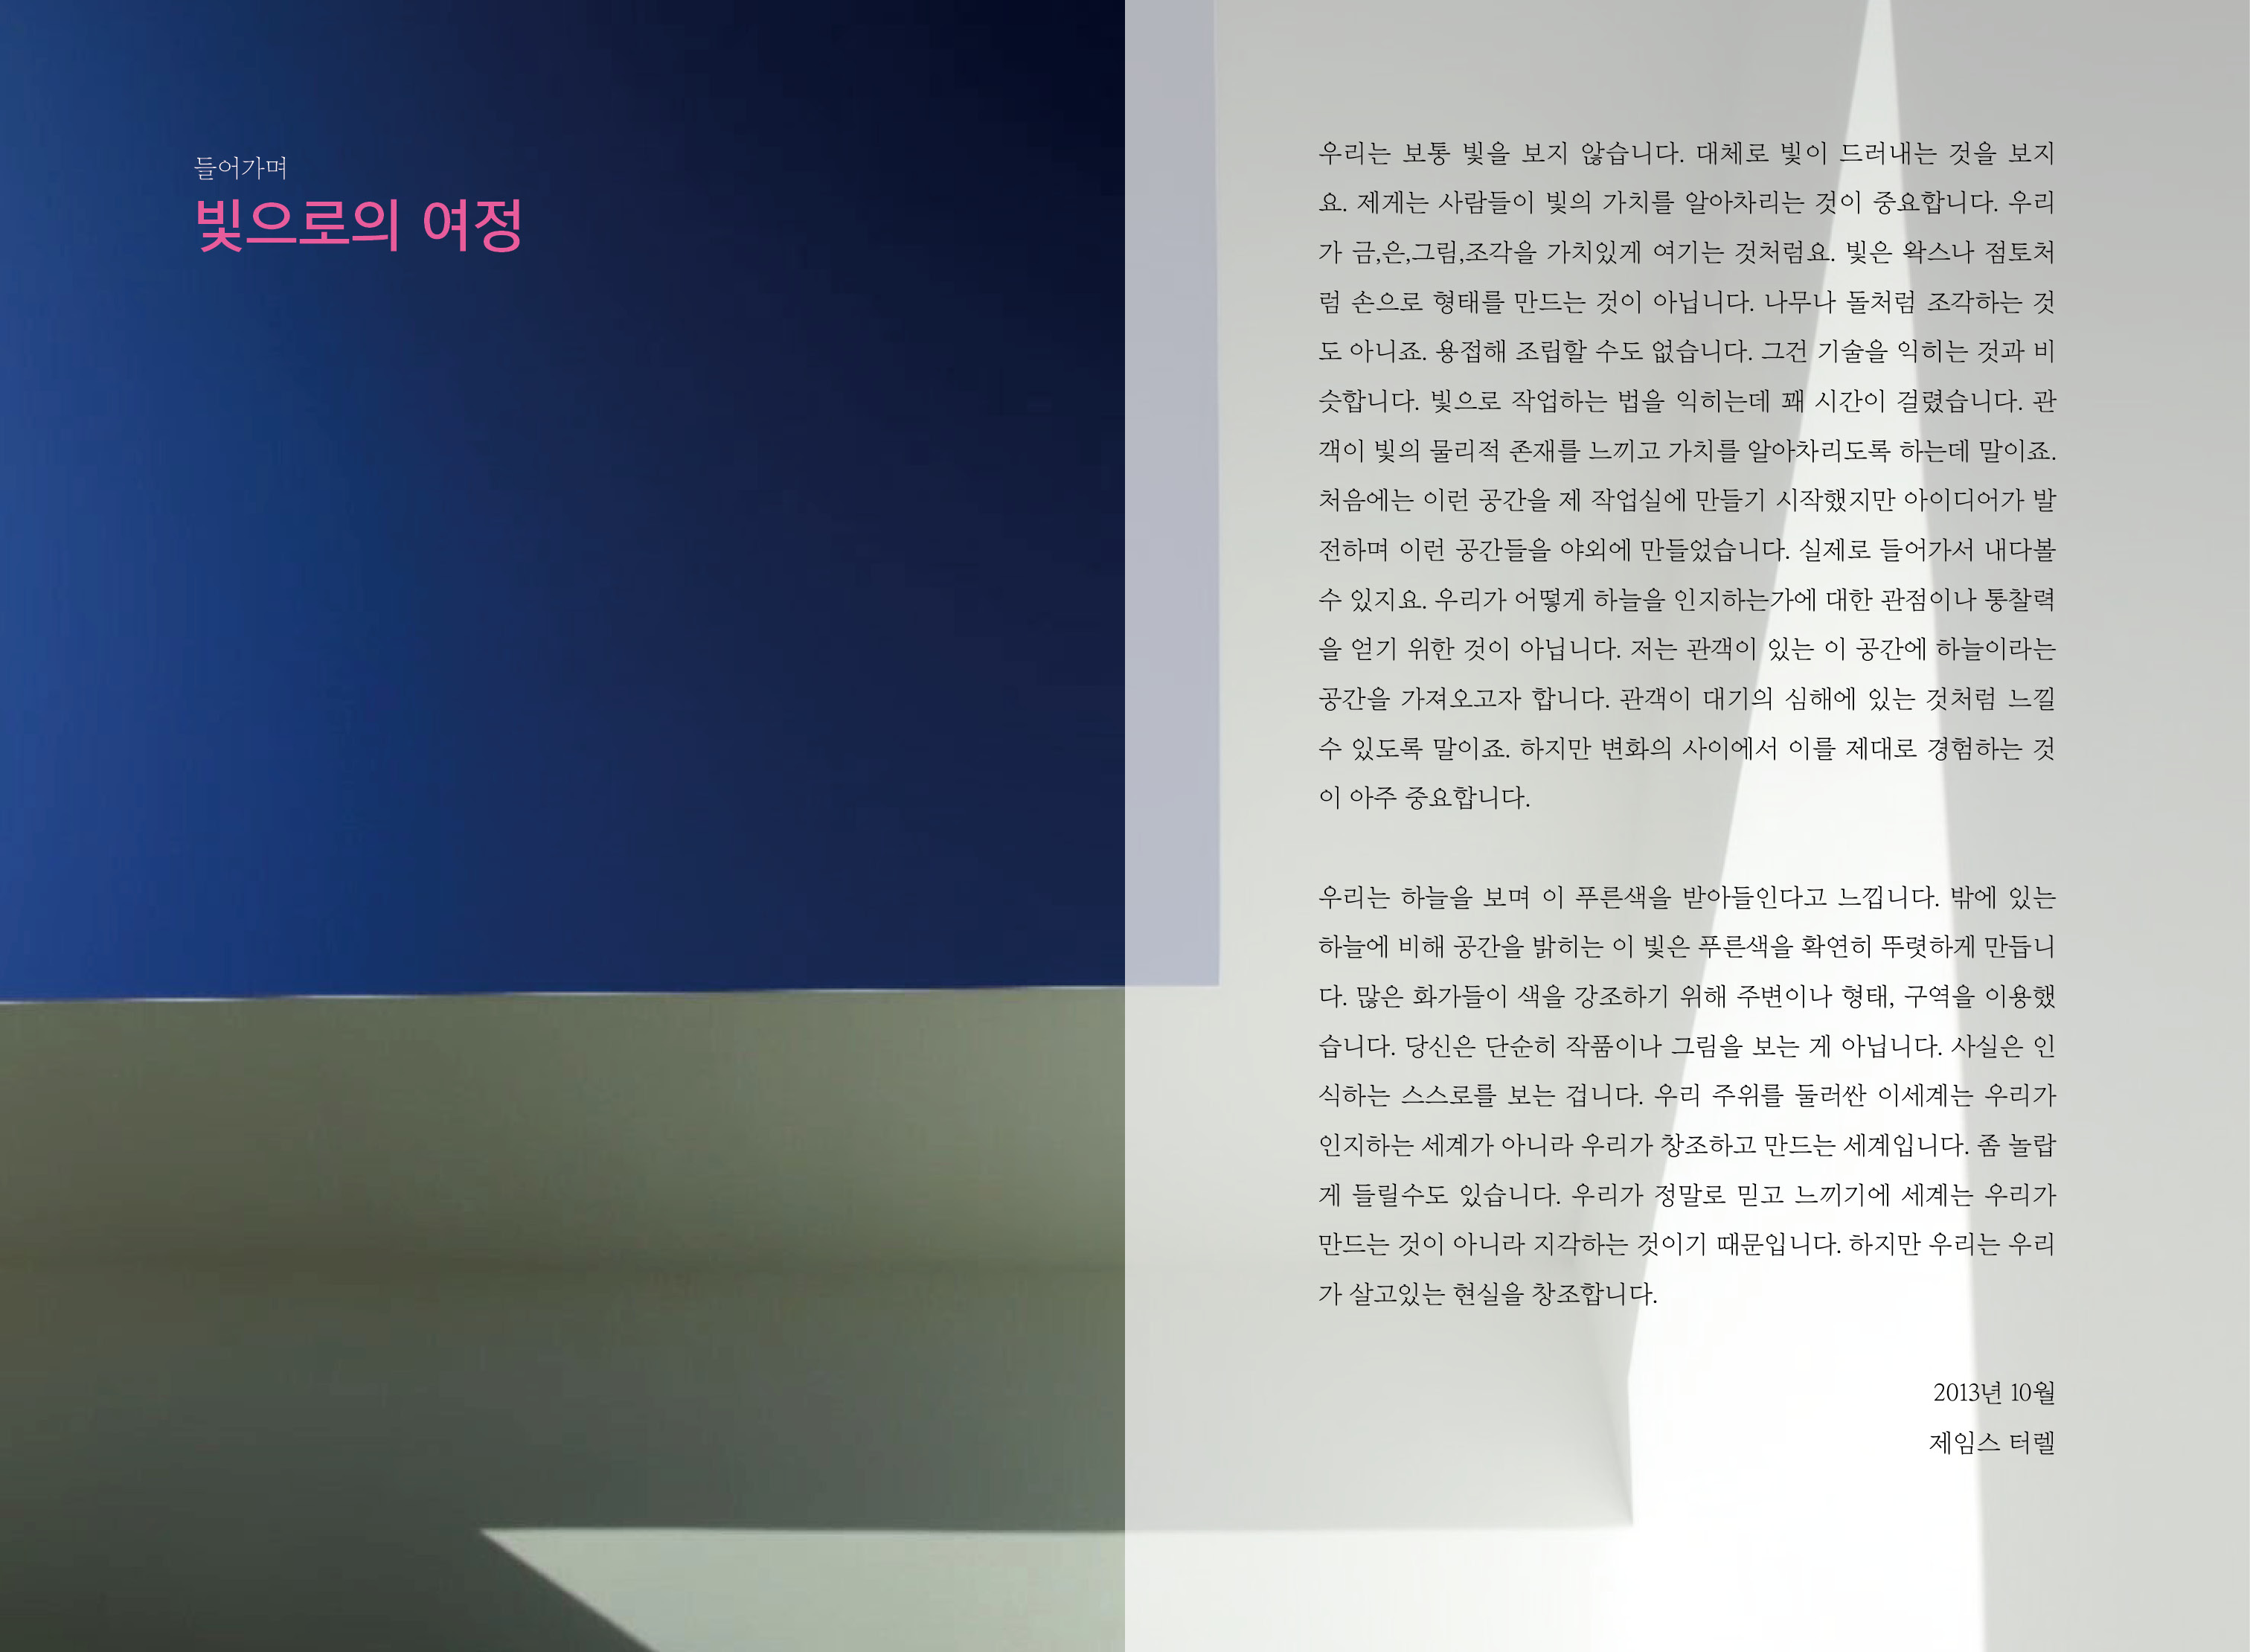 들어가며
빛으로의 여정
우리는 보통 빛을 보지 않습니다. 대체로 빛이 드러내는 것을 보지
요. 제게는 사람들이 빛의 가치를 알아차리는 것이 중요합니다. 우리
가 금,은,그림,조각을 가치있게 여기는 것처럼요. 빛은 왁스나 점토처
럼 손으로 형태를 만드는 것이 아닙니다. 나무나 돌처럼 조각하는 것
도 아니죠. 용접해 조립할 수도 없습니다. 그건 기술을 익히는 것과 비
슷합니다. 빛으로 작업하는 법을 익히는데 꽤 시간이 걸렸습니다. 관
객이 빛의 물리적 존재를 느끼고 가치를 알아차리도록 하는데 말이죠.
처음에는 이런 공간을 제 작업실에 만들기 시작했지만 아이디어가 발
전하며 이런 공간들을 야외에 만들었습니다. 실제로 들어가서 내다볼
수 있지요. 우리가 어떻게 하늘을 인지하는가에 대한 관점이나 통찰력
을 얻기 위한 것이 아닙니다. 저는 관객이 있는 이 공간에 하늘이라는
공간을 가져오고자 합니다. 관객이 대기의 심해에 있는 것처럼 느낄
수 있도록 말이죠. 하지만 변화의 사이에서 이를 제대로 경험하는 것
이 아주 중요합니다.
우리는 하늘을 보며 이 푸른색을 받아들인다고 느낍니다. 밖에 있는
하늘에 비해 공간을 밝히는 이 빛은 푸른색을 확연히 뚜렷하게 만듭니
다. 많은 화가들이 색을 강조하기 위해 주변이나 형태, 구역을 이용했
습니다. 당신은 단순히 작품이나 그림을 보는 게 아닙니다. 사실은 인
식하는 스스로를 보는 겁니다. 우리 주위를 둘러싼 이세계는 우리가
인지하는 세계가 아니라 우리가 창조하고 만드는 세계입니다. 좀 놀랍
게 들릴수도 있습니다. 우리가 정말로 믿고 느끼기에 세계는 우리가
만드는 것이 아니라 지각하는 것이기 때문입니다. 하지만 우리는 우리
가 살고있는 현실을 창조합니다.
2013년 10월
제임스 터렐